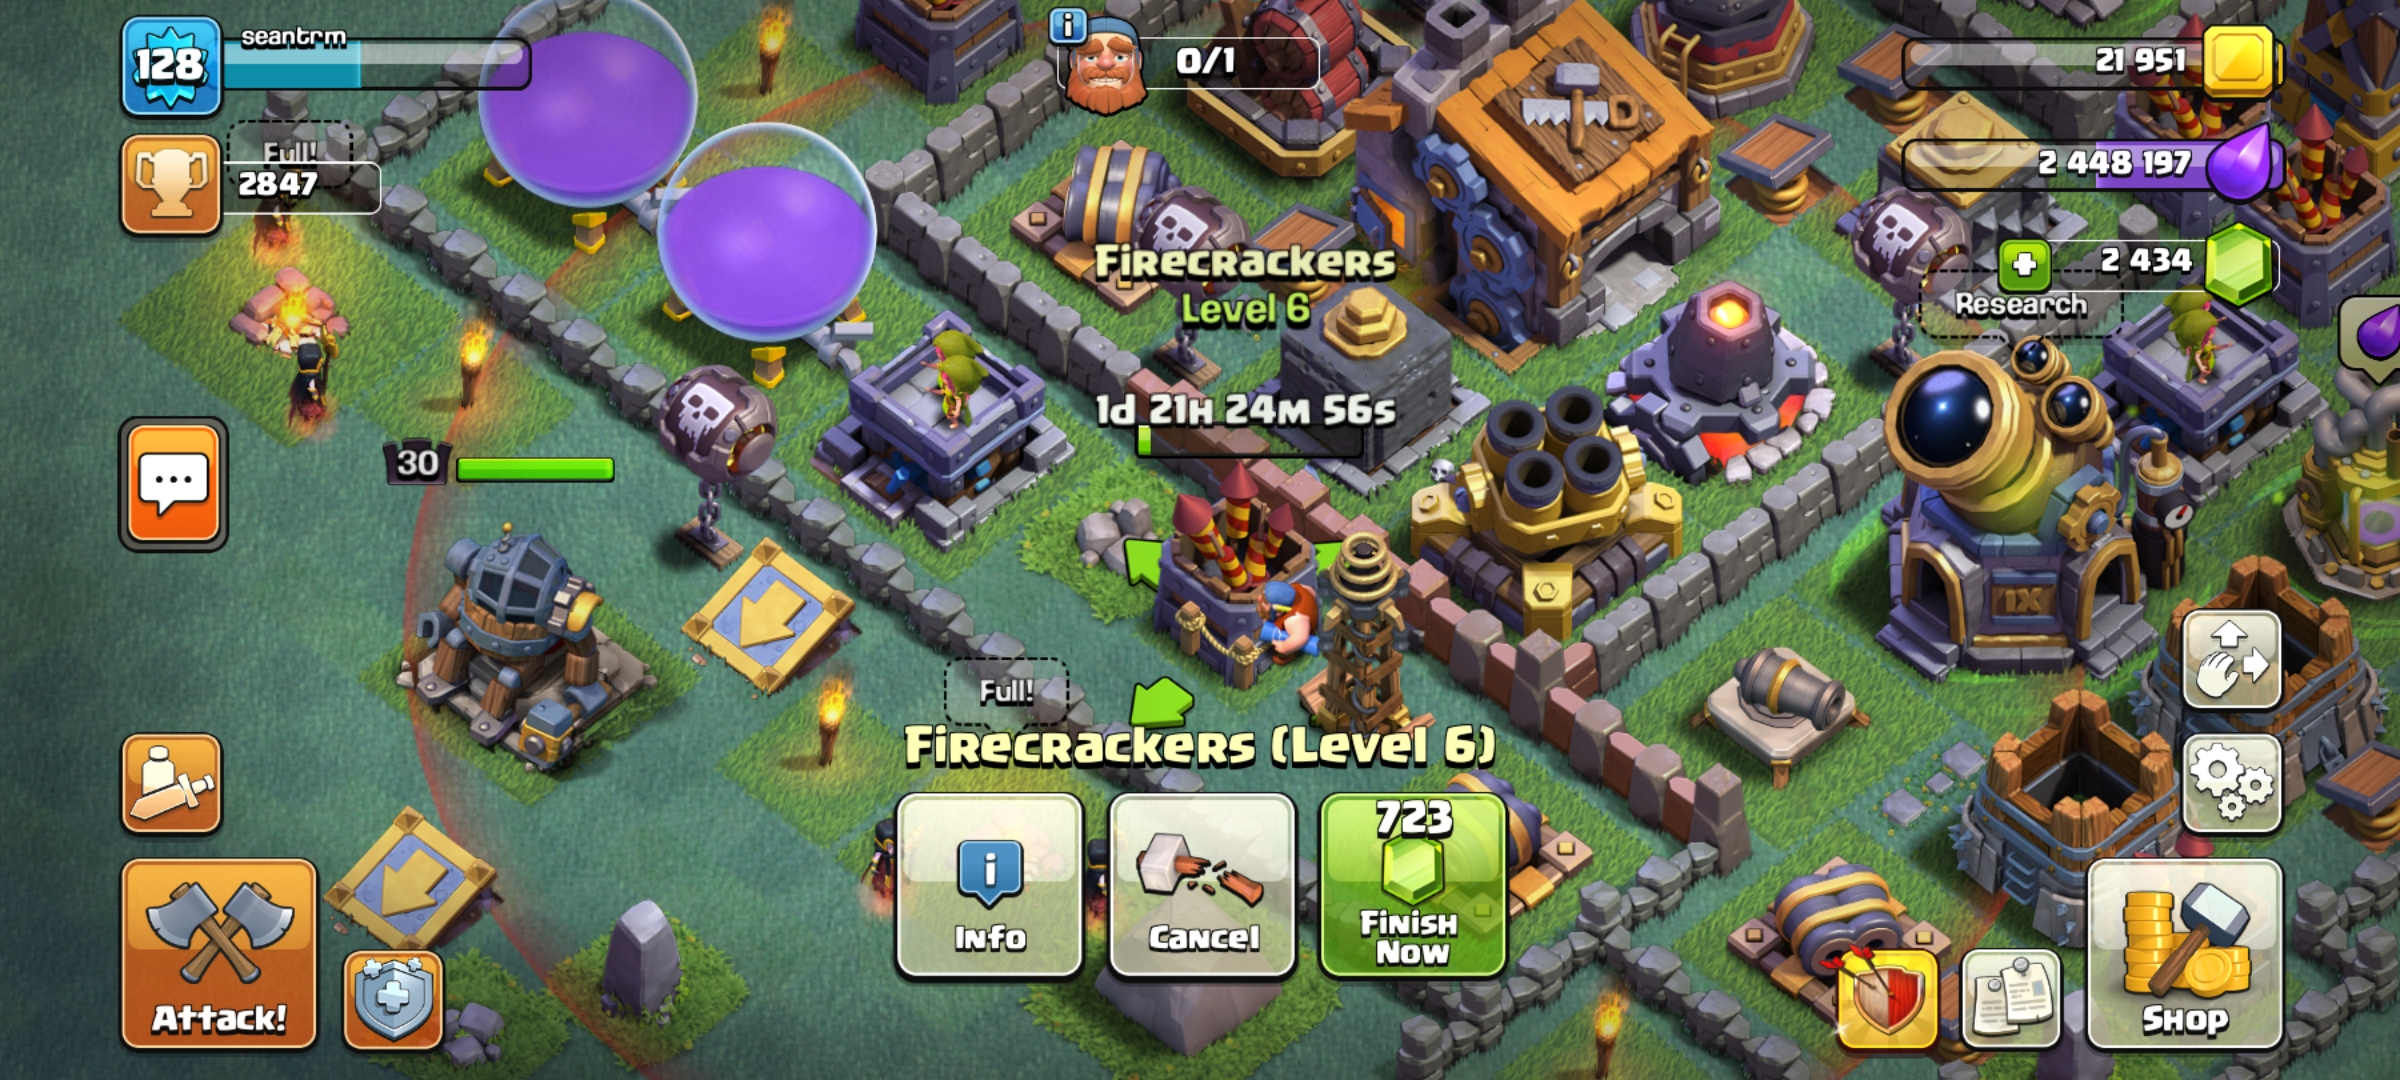 128
seantrm
0/1
21 951
Full!
2847
2 448 197
Firecrackers
Level 6
2 434
Research
1d 21H 24M 56s
30
IX
Full!
Firecrackers (Level 6)
Info
Cancel
723
Finish
Now
Attack!
Shop